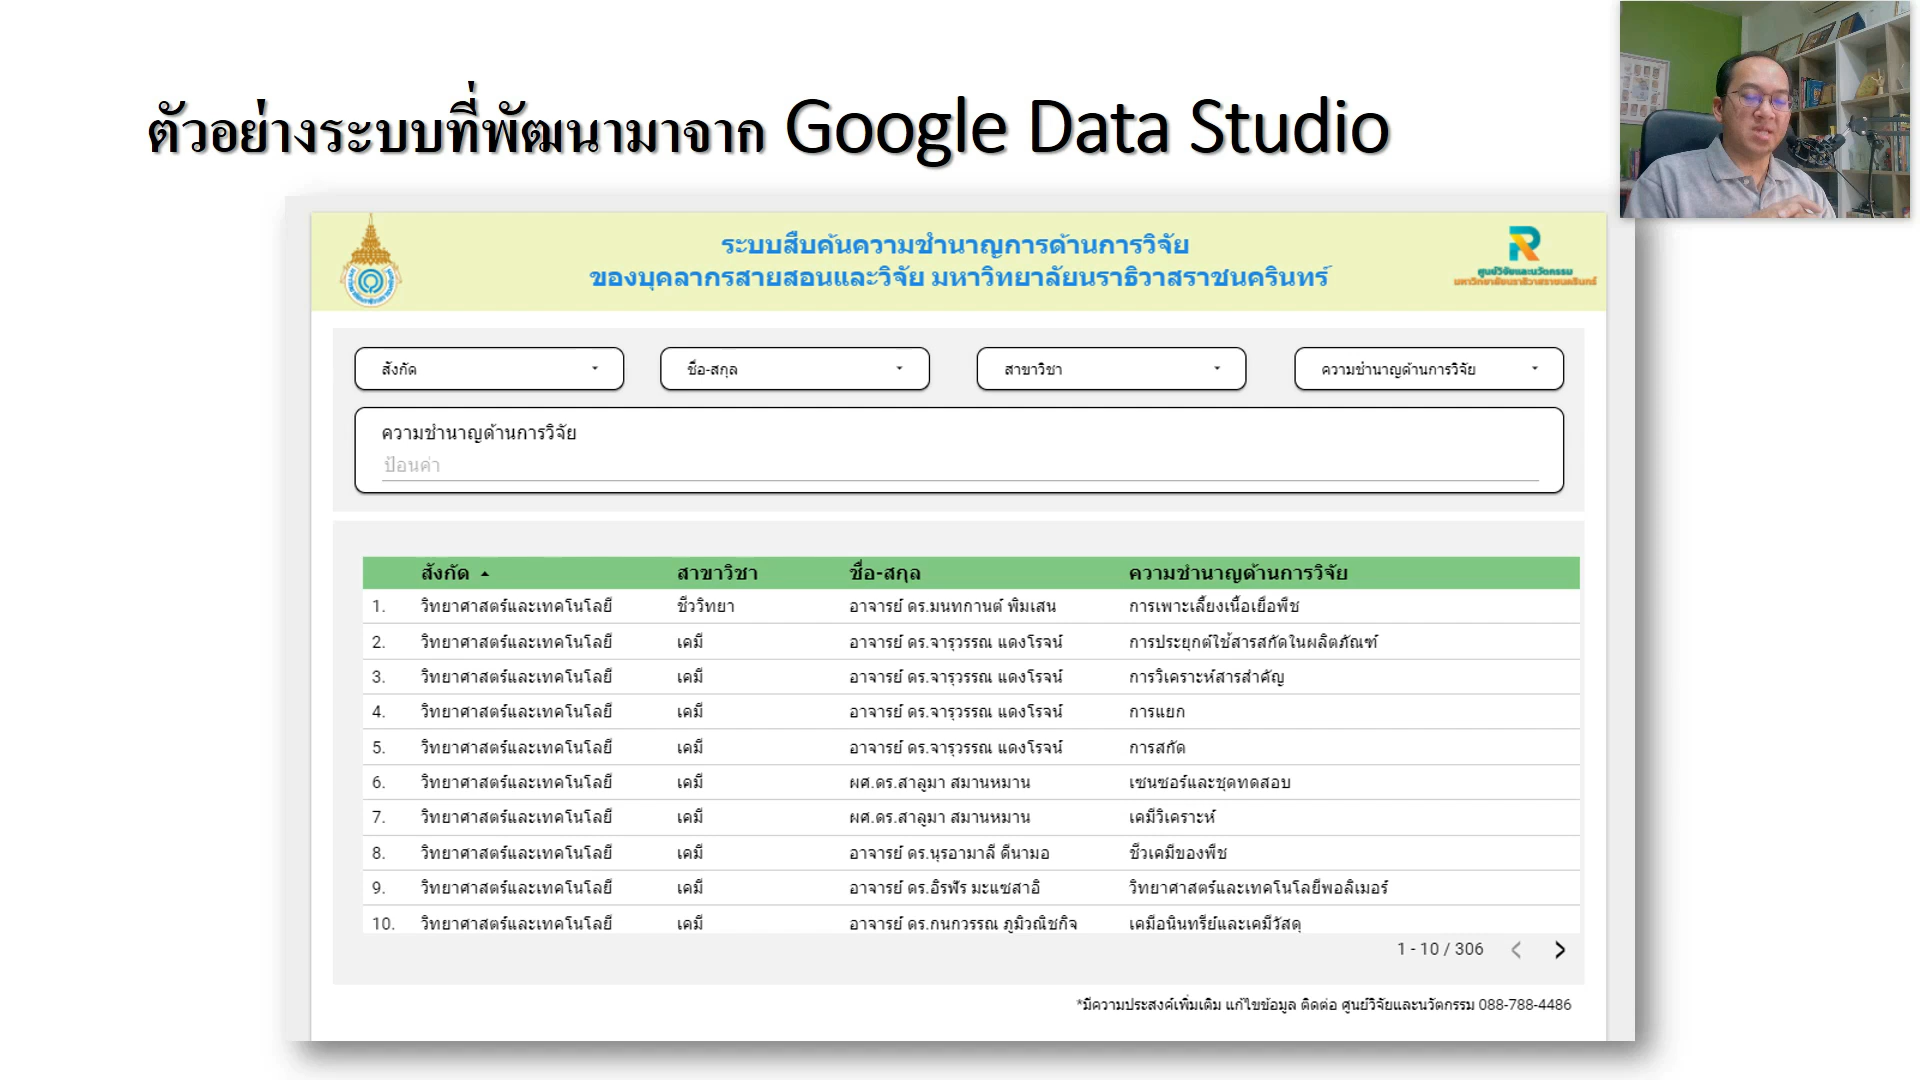 ตัวอย่างระบบที่พัฒนามาจาก Google Data Studio
ระบบสืบค้นความชำนาญการด้านการวิจัย
ของบุคลากรสายสอนและวิจัย มหาวิทยาลัยนราธิวาสราชนครินทร์
ศูนย์วิจัยและนวัตกรรม
มหาวิทยาลัยนราธิวาสราชนครินทร์
สังกัด ชื่อ-สกุล สาขาวิชา ความชำนาญด้านการวิจัย
ความชำนาญด้านการวิจัย
ป้อนค่า
สังกัด สาขาวิชา ชื่อ-สกุล ความชำนาญด้านการวิจัย
1. วิทยาศาสตร์และเทคโนโลยี ชีววิทยา อาจารย์ ดร.มนทกานต์ พิมเสน การเพาะเลี้ยงเนื้อเยื่อพืช
2. วิทยาศาสตร์และเทคโนโลยี เคมี อาจารย์ ดร.จารุวรรณ แดงโรจน์ การประยุกต์ใช้สารสกัดในผลิตภัณฑ์
3. วิทยาศาสตร์และเทคโนโลยี เคมี อาจารย์ ดร.จารุวรรณ แดงโรจน์ การวิเคราะห์สารสำคัญ
4. วิทยาศาสตร์และเทคโนโลยี เคมี อาจารย์ ดร.จารุวรรณ แดงโรจน์ การแยก
5. วิทยาศาสตร์และเทคโนโลยี เคมี อาจารย์ ดร.จารุวรรณ แดงโรจน์ การสกัด
6. วิทยาศาสตร์และเทคโนโลยี เคมี ผศ.ดร.สาลูมา สมานหมาน เซนซอร์และชุดทดสอบ
7. วิทยาศาสตร์และเทคโนโลยี เคมี ผศ.ดร.สาลูมา สมานหมาน เคมีวิเคราะห์
8. วิทยาศาสตร์และเทคโนโลยี เคมี อาจารย์ ดร.นุรอามาลี ดีนามอ ชีวเคมีของพืช
9. วิทยาศาสตร์และเทคโนโลยี เคมี อาจารย์ ดร.อิรฟัร มะแซสาอิ วิทยาศาสตร์และเทคโนโลยีพอลิเมอร์
10. วิทยาศาสตร์และเทคโนโลยี เคมี อาจารย์ ดร.กนกวรรณ ภูมิวณิชกิจ เคมีอนินทรีย์และเคมีวัสดุ
1 - 10 / 306
*มีความประสงค์เพิ่มเติม แก้ไขข้อมูล ติดต่อ ศูนย์วิจัยและนวัตกรรม 088-788-4486